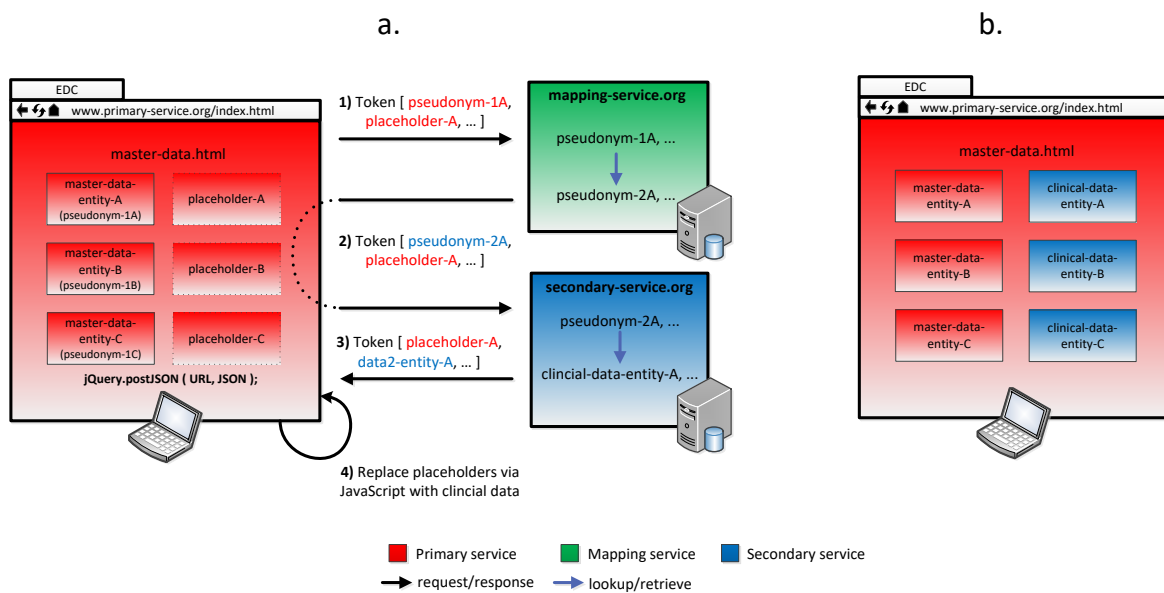 a.
b.
EDC
www.primary-service.org/index.html
master-data.html
master-data-
entity-A
(pseudonym-1A)
placeholder-A
master-data-
entity-B
(pseudonym-1B)
placeholder-B
master-data-
entity-C
(pseudonym-1C)
placeholder-C
jQuery.postJSON ( URL, JSON );
1) Token [ pseudonym-1A,
placeholder-A, ... ]
2) Token [ pseudonym-2A,
placeholder-A, ... ]
3) Token [ placeholder-A,
data2-entity-A, ... ]
4) Replace placeholders via
JavaScript with clincial data
mapping-service.org
pseudonym-1A, ...
pseudonym-2A, ...
secondary-service.org
pseudonym-2A, ...
clincial-data-entity-A, ...
EDC
www.primary-service.org/index.html
master-data.html
master-data-
entity-A
clinical-data-
entity-A
master-data-
entity-B
clinical-data-
entity-B
master-data-
entity-C
clinical-data-
entity-C
Primary service
Mapping service
Secondary service
request/response
lookup/retrieve